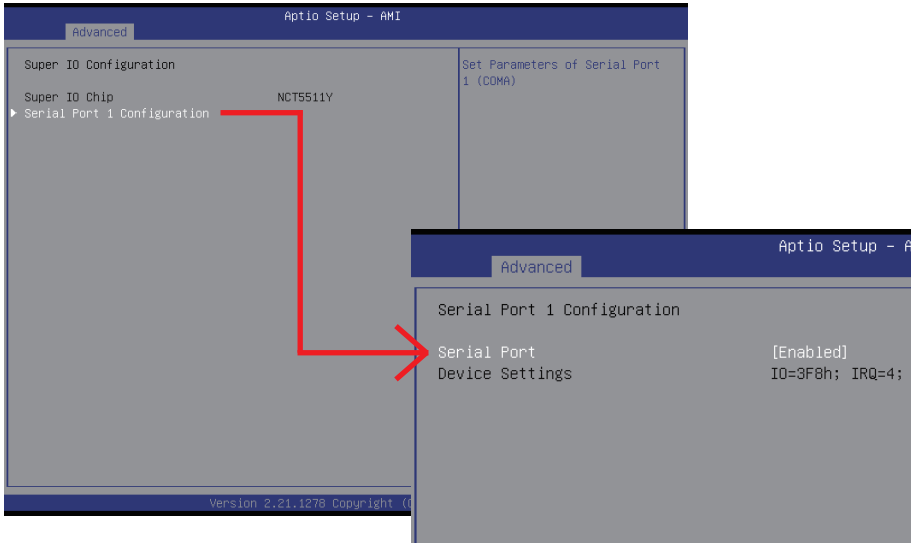 Aptio Setup – AMI
Advanced
Super IO Configuration
Super IO Chip NCT5511Y
Serial Port 1 Configuration
Set Parameters of Serial Port
1 (COMA)
Version 2.21.1278 Copyright (C
Aptio Setup – A
Advanced
Serial Port 1 Configuration
Serial Port [Enabled]
Device Settings IO=3F8h; IRQ=4;